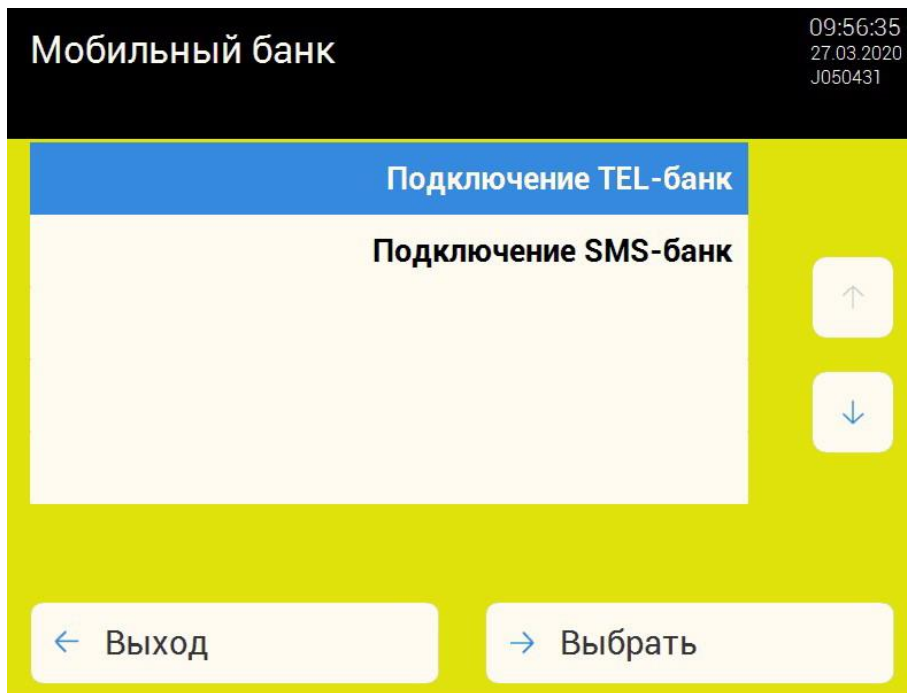 Мобильный банк
09:56:35
27.03.2020
J050431
Подключение TEL-банк
Подключение SMS-банк
↑
↓
← Выход
→ Выбрать